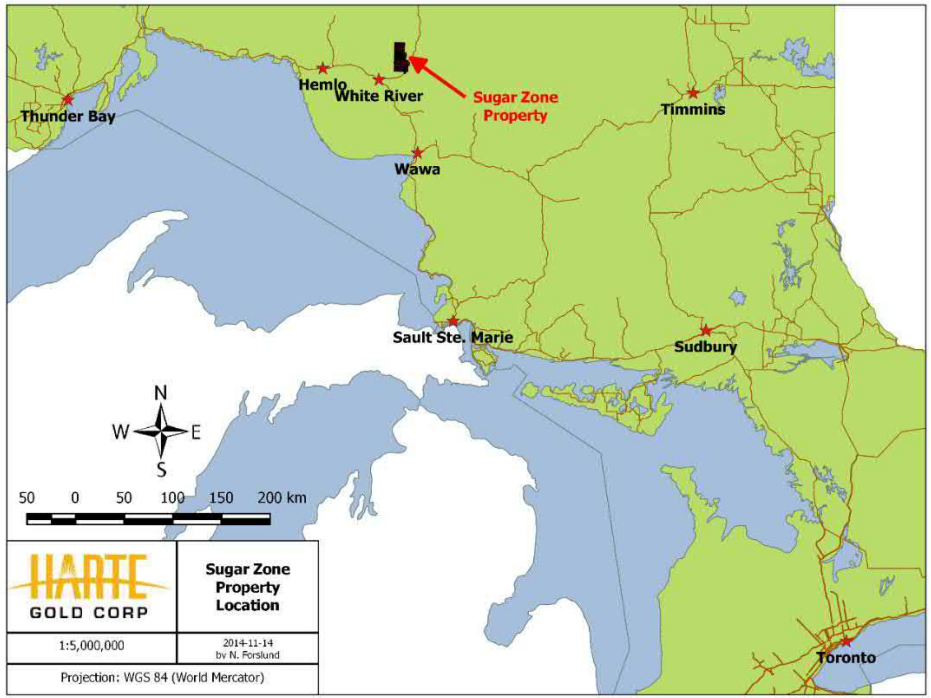 Hemlo
White River
Thunder Bay
Sugar Zone
Property
Timmins
Wawa
Sault Ste. Marie
Sudbury
N
W E
S
50 0 50 100 150 200 km
HARTE
GOLD CORP
Sugar Zone
Property
Location
1:5,000,000
2014-11-14
by N. Forslund
Projection: WGS 84 (World Mercator)
Toronto